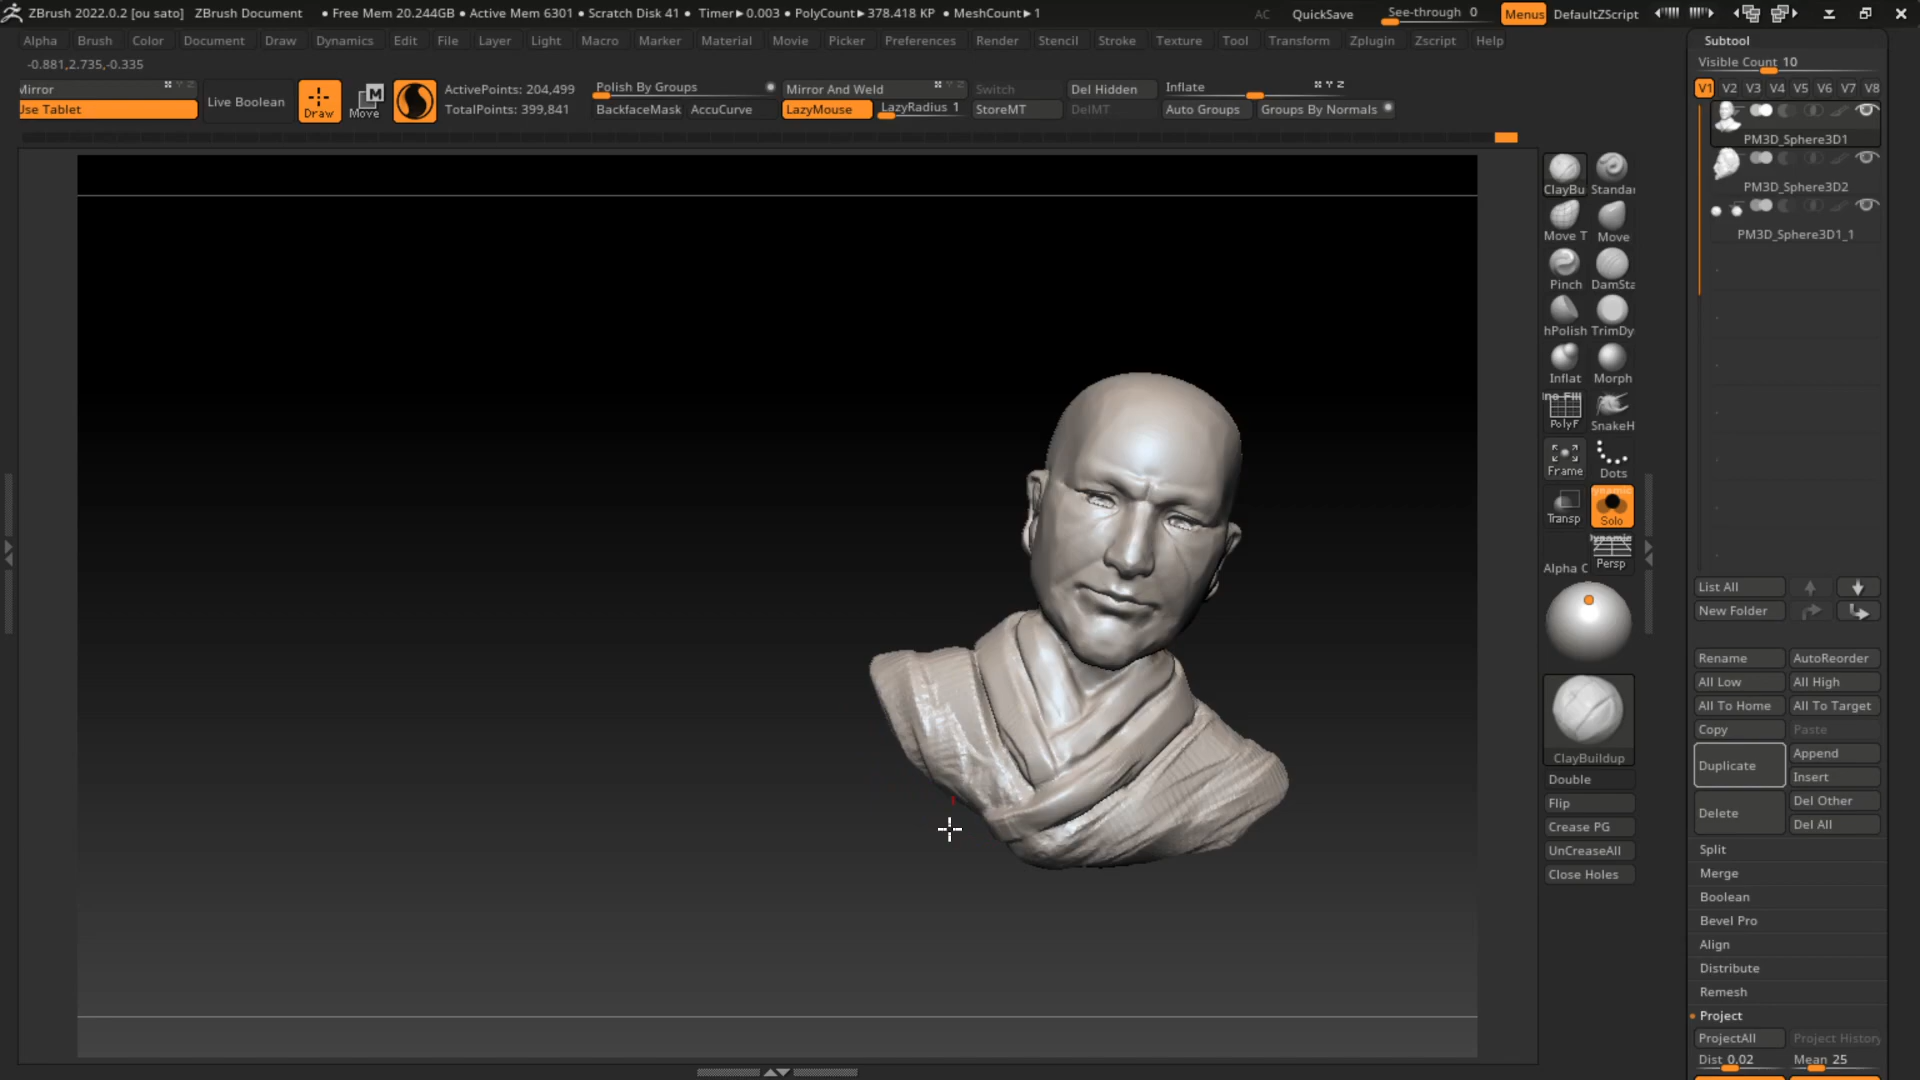 ZBrush 2022.0.2 [ou sato] ZBrush Document • Free Mem 20.244GB • Active Mem 6301 • Scratch Disk 41 • Timer▶0.003 • PolyCount▶378.418 KP • MeshCount▶1 AC QuickSave See-through 0 Menus DefaultZScript
Alpha Brush Color Document Draw Dynamics Edit File Layer Light Macro Marker Material Movie Picker Preferences Render Stencil Stroke Texture Tool Transform Zplugin Zscript Help
-0.881,2.735,-0.335
Mirror
Use Tablet
Live Boolean
Draw
Move
ActivePoints: 204,499
TotalPoints: 399,841
Polish By Groups
BackfaceMask AccuCurve
Mirror And Weld
LazyMouse LazyRadius 1
Switch
StoreMT
Del Hidden
DelMT
Inflate
Auto Groups Groups By Normals
ClayBu Standa
Move T Move
Pinch DamSta
hPolish TrimDy
Inflat Morph
PolyF SnakeH
Frame Dots
Transp Solo
Dynamic
Persp
Alpha C
ClayBuildup
Double
Flip
Crease PG
UnCreaseAll
Close Holes
Subtool
Visible Count 10
V1 V2 V3 V4 V5 V6 V7 V8
PM3D_Sphere3D1
PM3D_Sphere3D2
PM3D_Sphere3D1_1
List All
New Folder
Rename AutoReorder
All Low All High
All To Home All To Target
Copy Paste
Duplicate Append
Insert
Delete Del Other
Del All
Split
Merge
Boolean
Bevel Pro
Align
Distribute
Remesh
Project
ProjectAll Project History
Dist 0.02 Mean 25